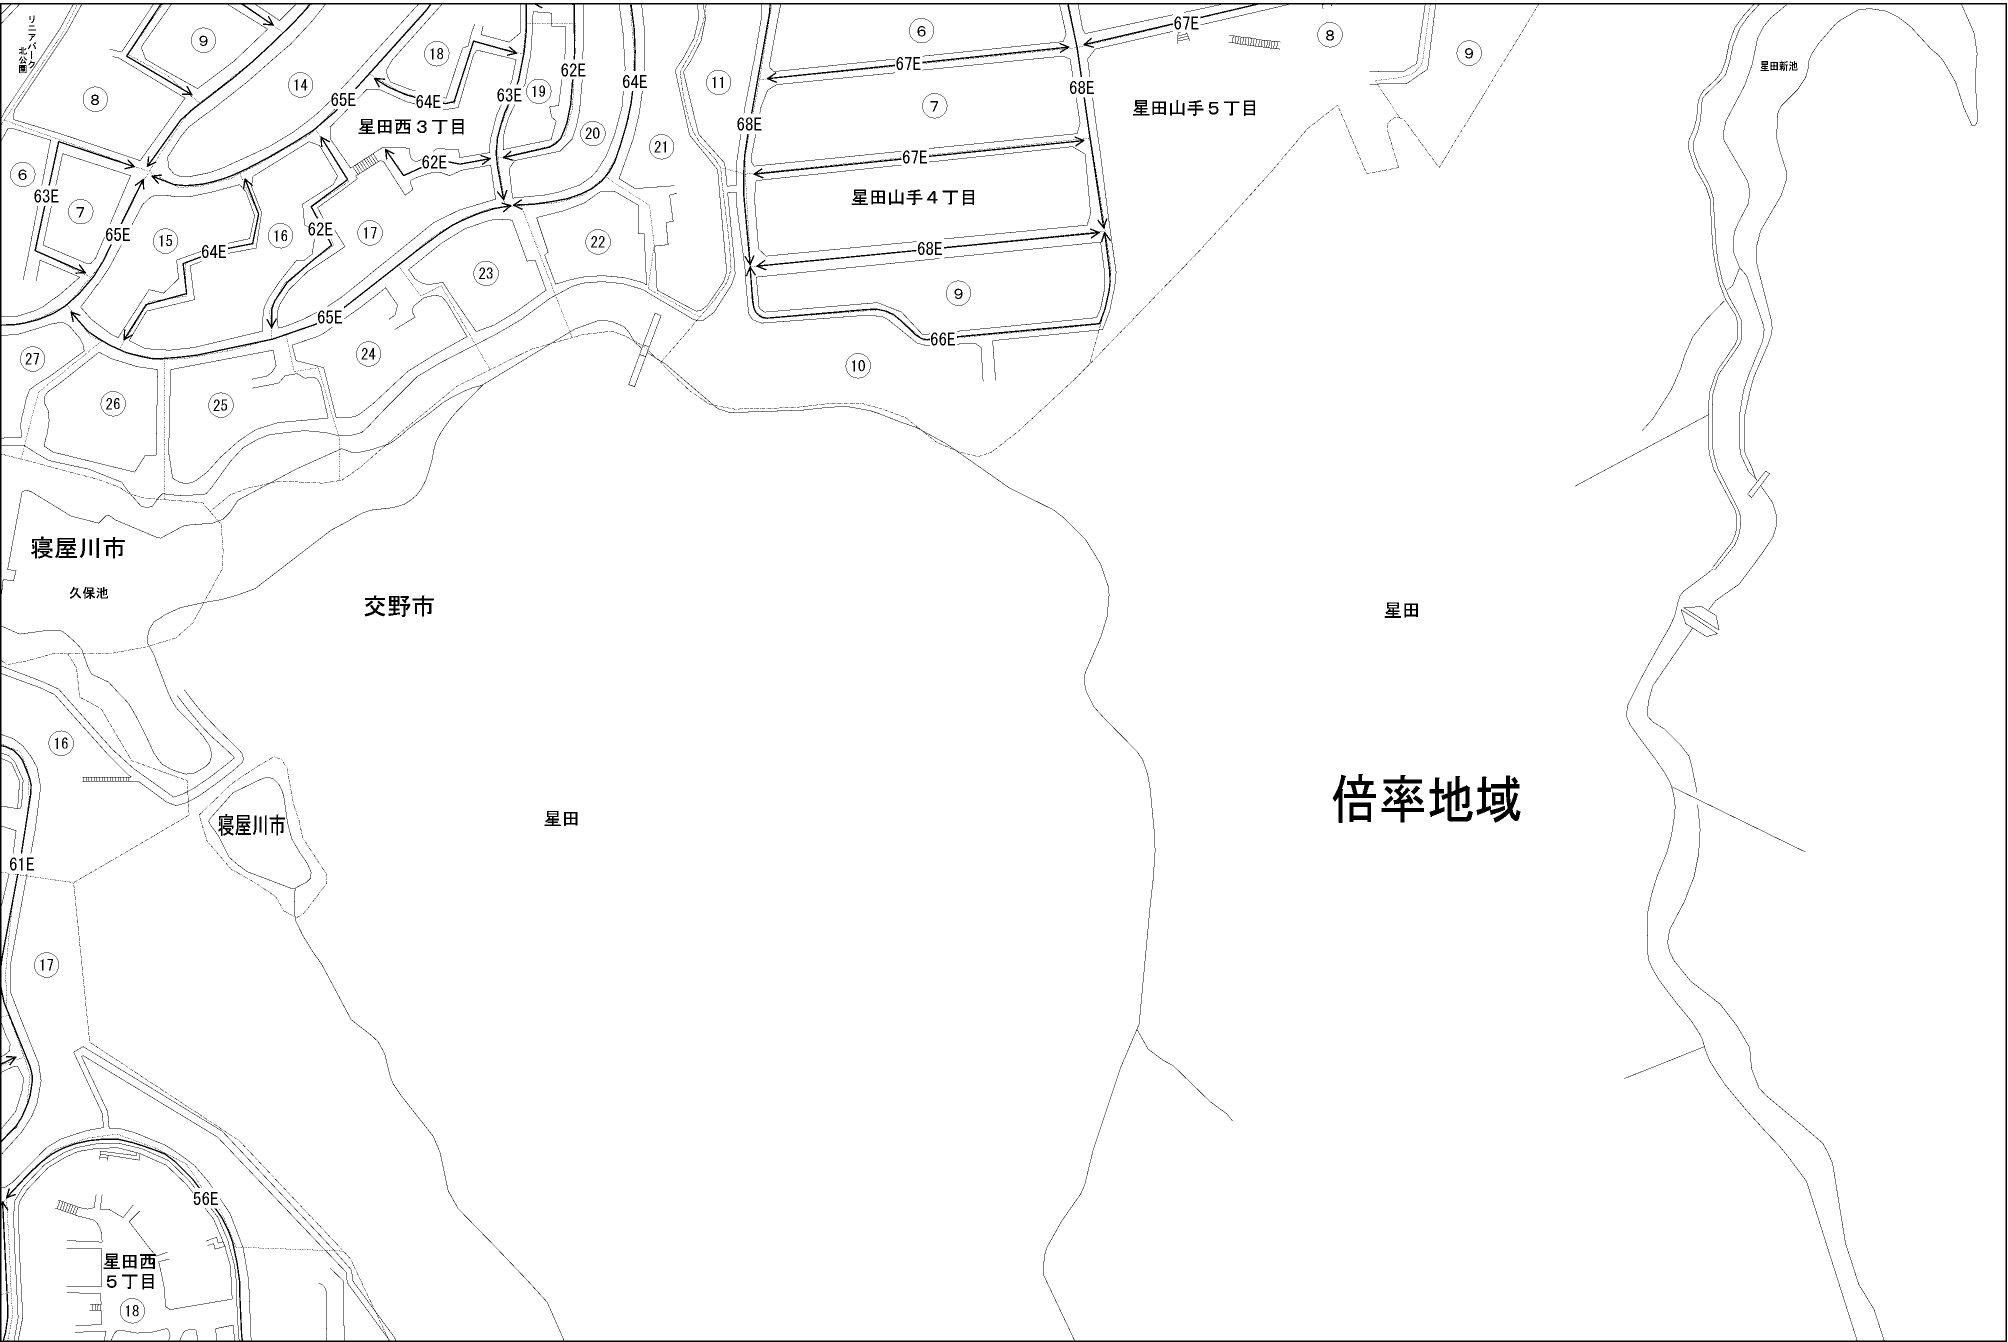 リニアパーク
北公園
9
18
19
62E
64E
6
67E
67E
8
9
星田新池
8
14
65E
64E
63E
11
68E
7
68E
星田山手５丁目
星田西３丁目
20
21
62E
67E
6
63E
7
65E
15
64E
16
62E
17
22
星田山手４丁目
68E
23
9
65E
66E
27
24
10
26
25
寝屋川市
久保池
交野市
星田
16
倍率地域
寝屋川市
星田
61E
17
56E
星田西
５丁目
18